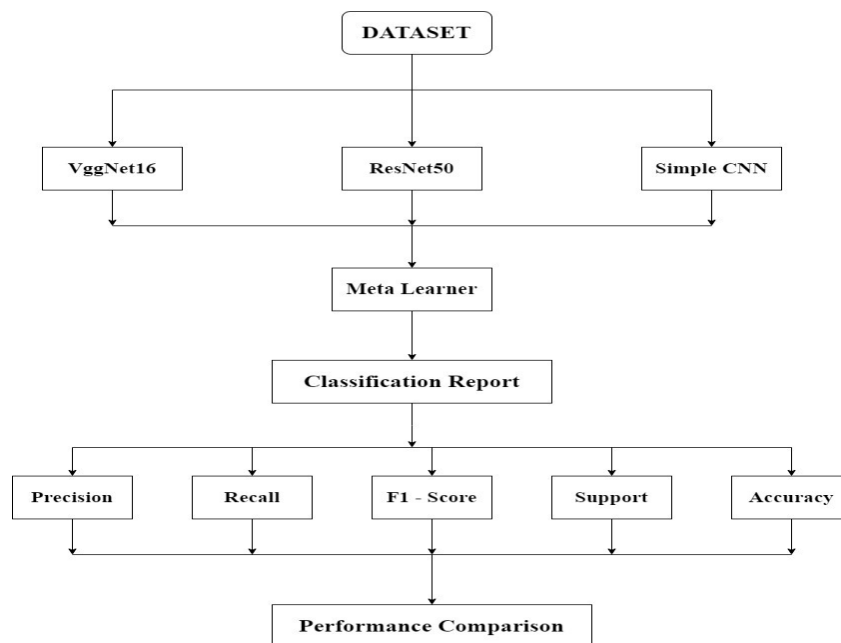 DATASET
VggNet16
ResNet50
Simple CNN
Meta Learner
Classification Report
Precision
Recall
F1 - Score
Support
Accuracy
Performance Comparison